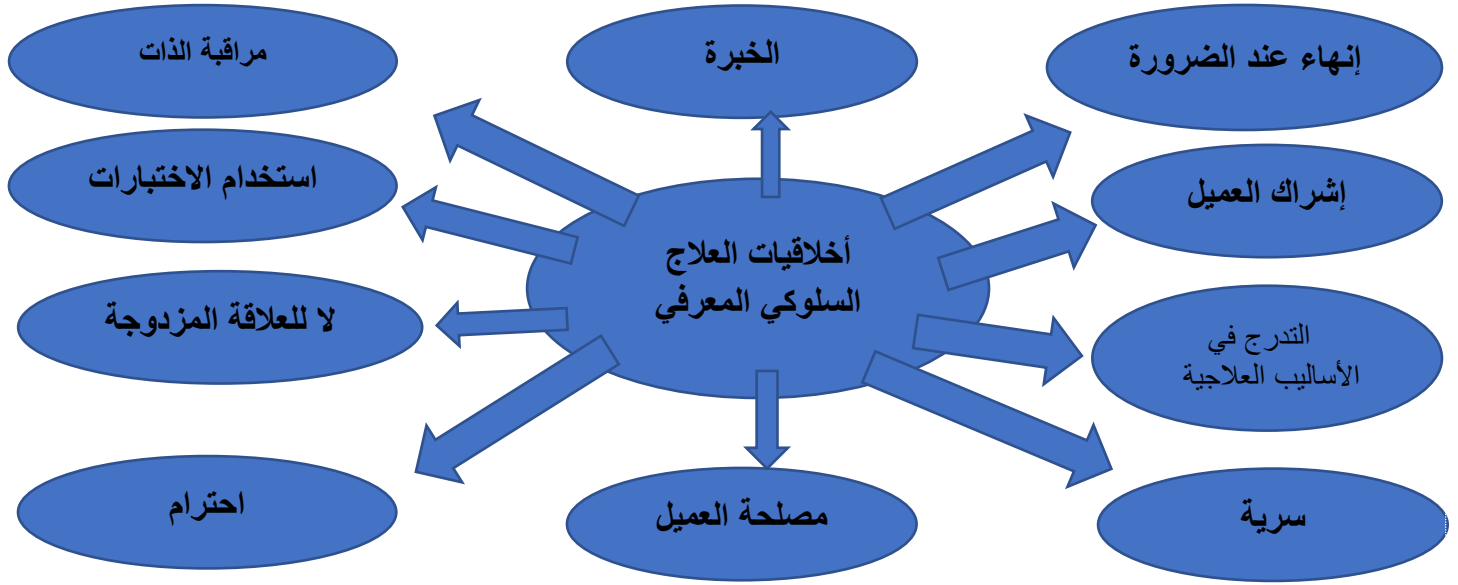 إنهاء عند الضرورة
الخبرة
مراقبة الذات
إشراك العميل
استخدام الاختبارات
أخلاقيات العلاج
السلوكي المعرفي
التدرج في
الأساليب العلاجية
لا للعلاقة المزدوجة
سرية
مصلحة العميل
احترام